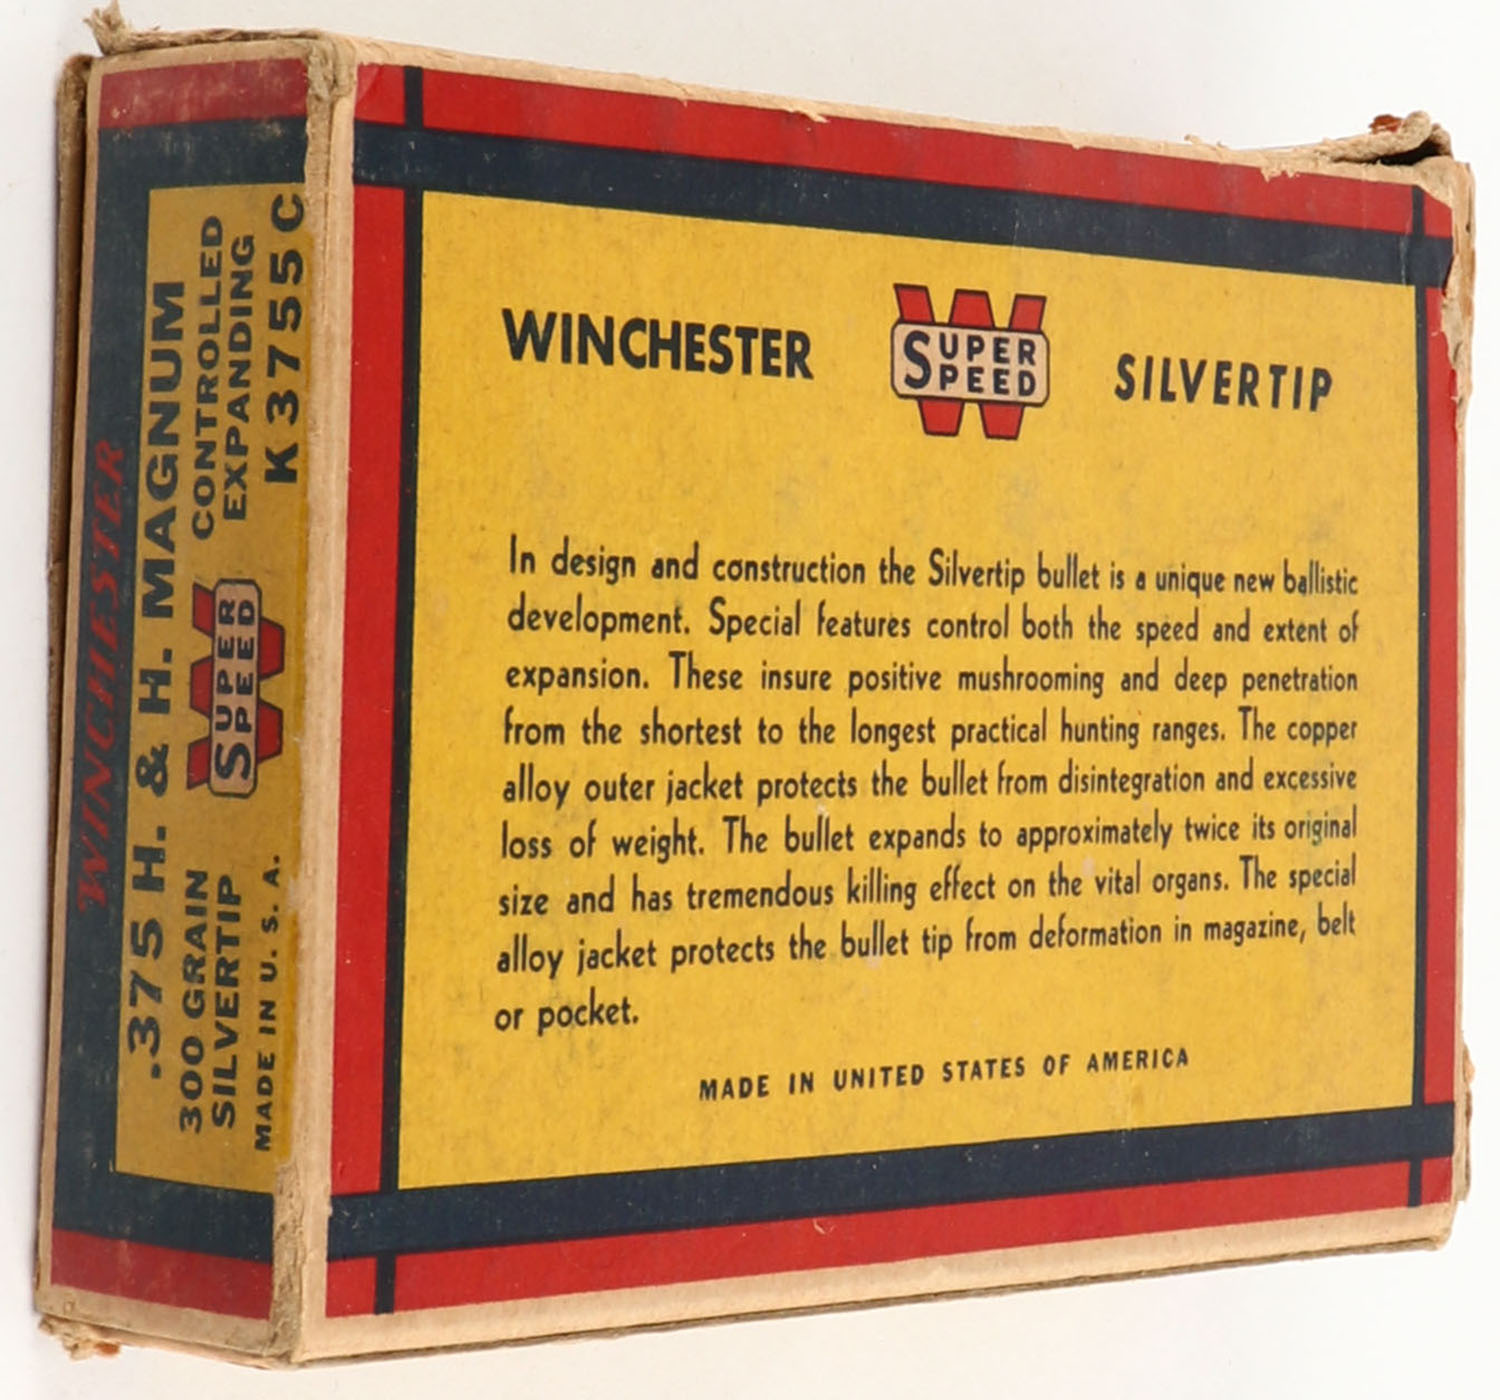 WINCHESTER
.375 H. & H. MAGNUM
300 GRAIN
SILVERTIP
MADE IN U. S. A.
SUPER
SPEED
CONTROLLED
EXPANDING
K3755C
WINCHESTER
SUPER
SPEED
SILVERTIP
In design and construction the Silvertip bullet is a unique new ballistic
development. Special features control both the speed and extent of
expansion. These insure positive mushrooming and deep penetration
from the shortest to the longest practical hunting ranges. The copper
alloy outer jacket protects the bullet from disintegration and excessive
loss of weight. The bullet expands to approximately twice its original
size and has tremendous killing effect on the vital organs. The special
alloy jacket protects the bullet tip from deformation in magazine, belt
or pocket.
MADE IN UNITED STATES OF AMERICA